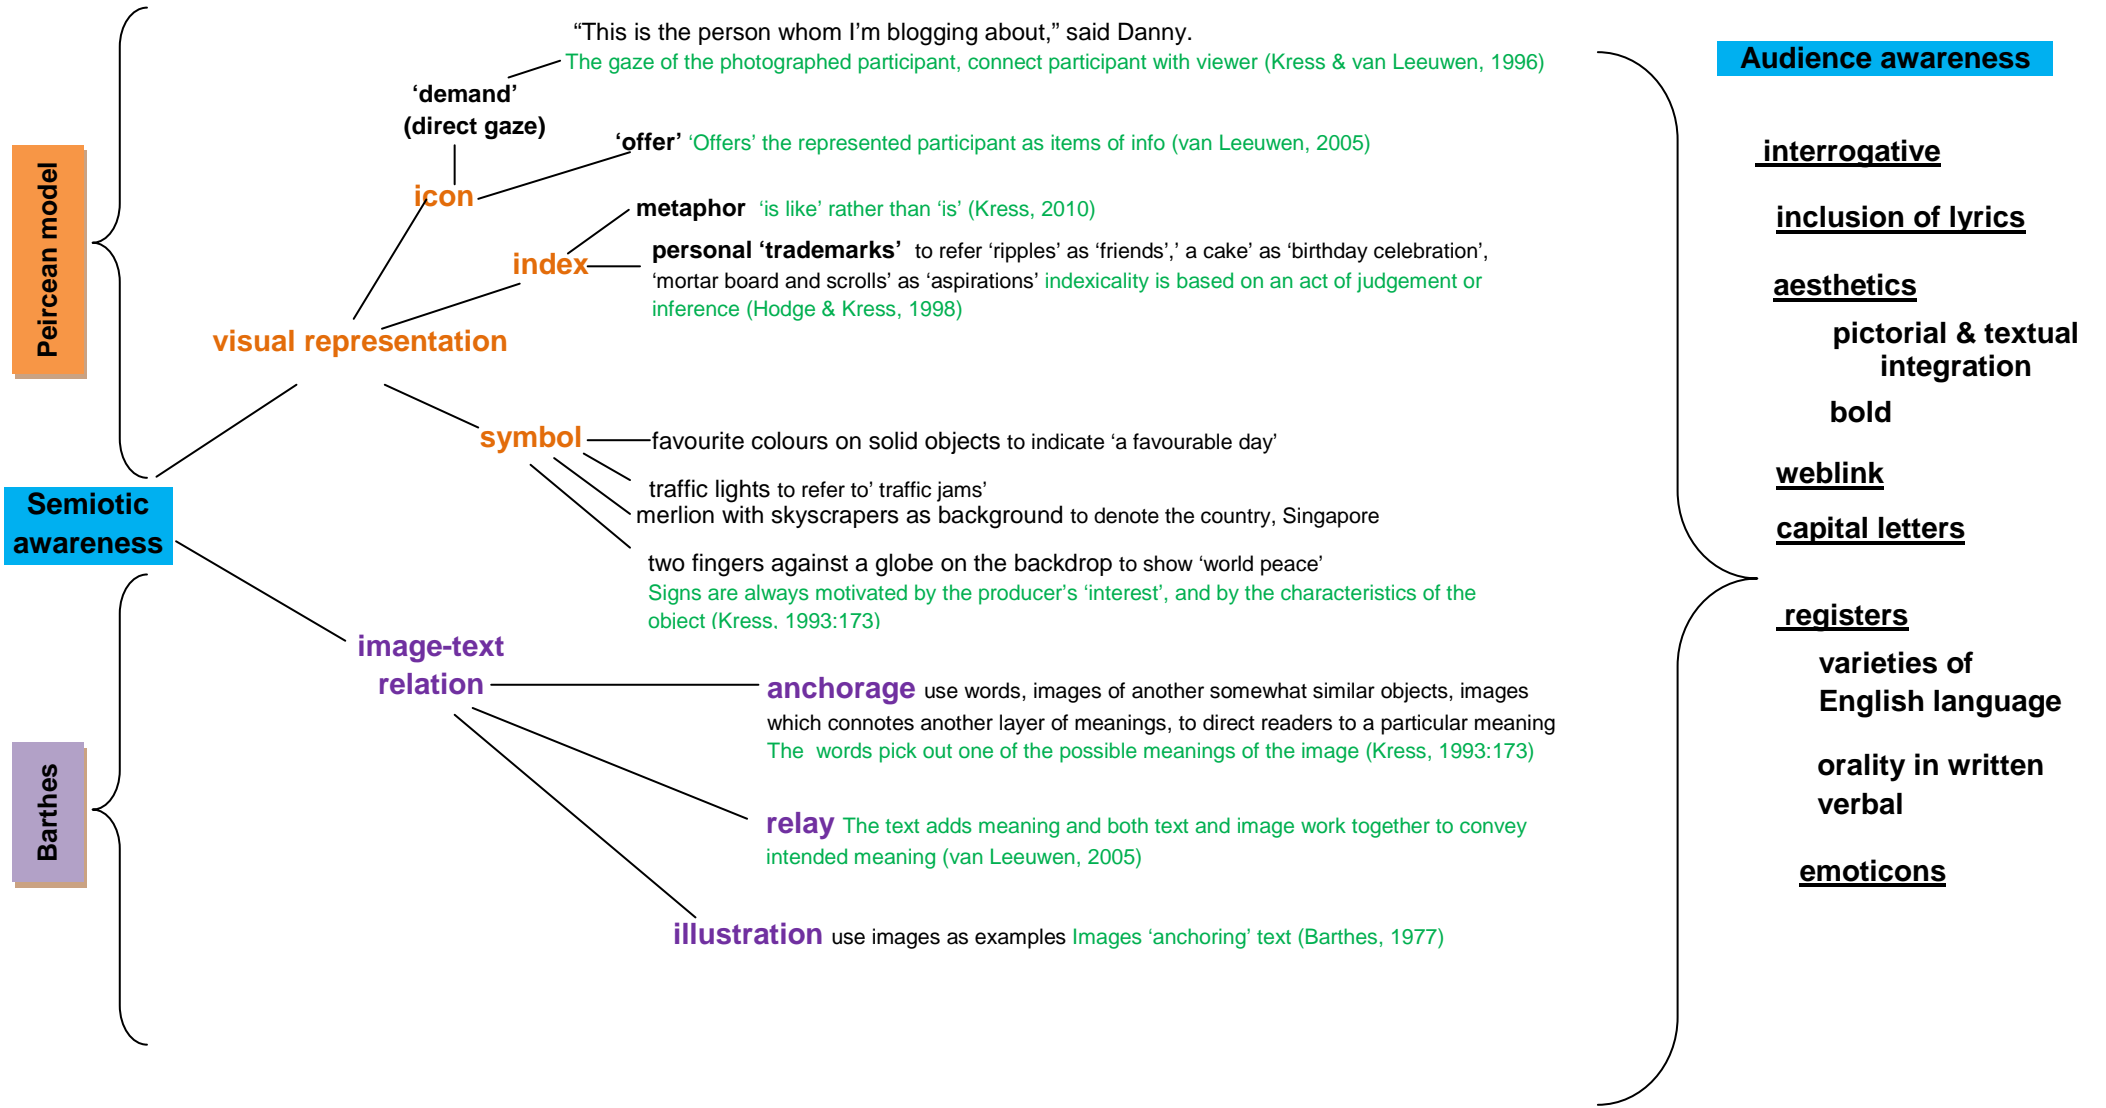 Peircean model
“This is the person whom I’m blogging about,” said Danny.
The gaze of the photographed participant, connect participant with viewer (Kress & van Leeuwen, 1996)
‘demand’
(direct gaze)
‘offer’ ‘Offers’ the represented participant as items of info (van Leeuwen, 2005)
icon
metaphor ‘is like’ rather than ‘is’ (Kress, 2010)
index
personal ‘trademarks’ to refer ‘ripples’ as ‘friends’,’ a cake’ as ‘birthday celebration’,
‘mortar board and scrolls’ as ‘aspirations’ indexicality is based on an act of judgement or
inference (Hodge & Kress, 1998)
visual representation
symbol
favourite colours on solid objects to indicate ‘a favourable day’
traffic lights to refer to’ traffic jams’
merlion with skyscrapers as background to denote the country, Singapore
two fingers against a globe on the backdrop to show ‘world peace’
Signs are always motivated by the producer’s ‘interest’, and by the characteristics of the
object (Kress, 1993:173)
Semiotic
awareness
Barthes
image-text
relation
anchorage use words, images of another somewhat similar objects, images
which connotes another layer of meanings, to direct readers to a particular meaning
The words pick out one of the possible meanings of the image (Kress, 1993:173)
relay The text adds meaning and both text and image work together to convey
intended meaning (van Leeuwen, 2005)
illustration use images as examples Images ‘anchoring’ text (Barthes, 1977)
Audience awareness
interrogative
inclusion of lyrics
aesthetics
pictorial & textual
integration
bold
weblink
capital letters
registers
varieties of
English language
orality in written
verbal
emoticons